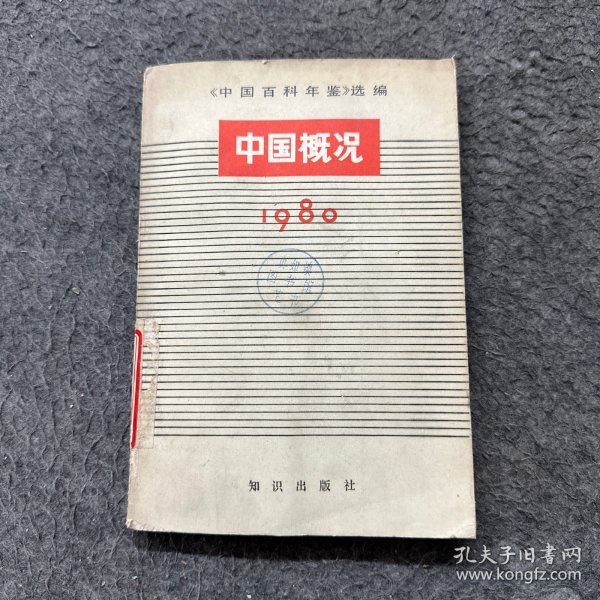 《中国百科年鉴》选编
中国概况
1980
知识出版社
孔夫子旧书网
www.kongfz.com